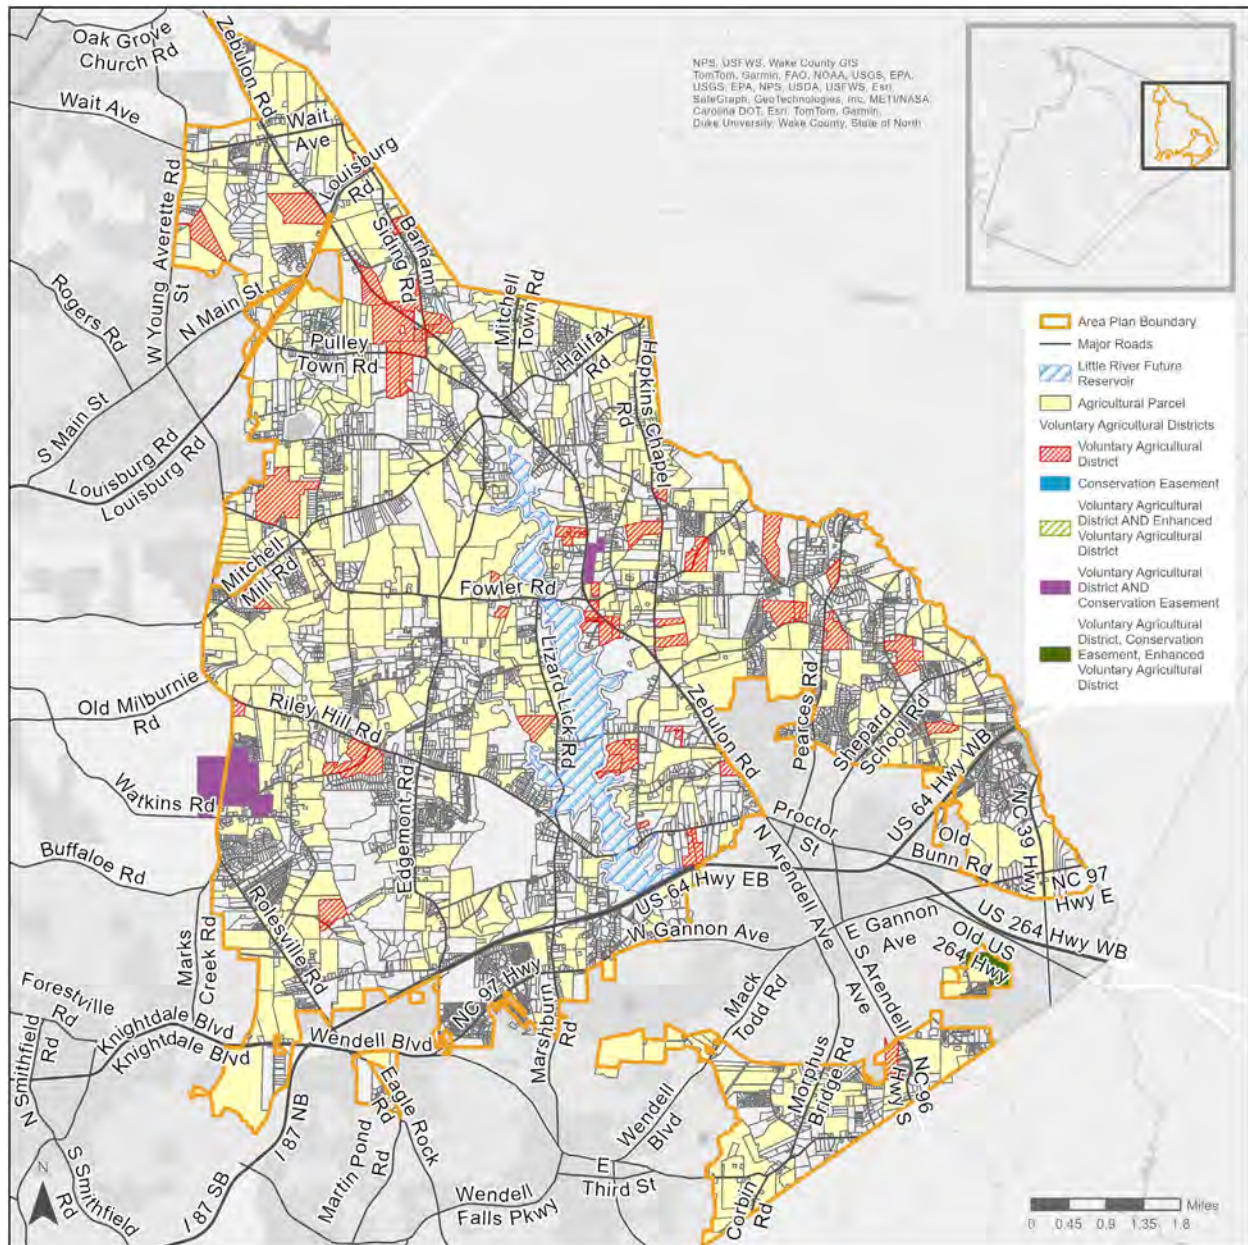 Oak Grove
Church Rd
Zebulon Rd
Wait Ave
Wait
Ave
Louisburg
Rd
W Young Averette Rd
St
Barham
Siding Rd
Rogers Rd
N Main St
Pulley
Town Rd
Mitchell
Town Rd
Halifax
Rd
Hopkins Chapel
Rd
S Main St
Louisburg Rd
Louisburg Rd
Mitchell
Mill Rd
Fowler Rd
Lizard Lick Rd
Old Milburnie
Rd
Riley Hill Rd
Zebulon Rd
Pearces Rd
Shepard
School Rd
US 64 Hwy WB
Watkins Rd
Edgemont Rd
Buffaloe Rd
Proctor
St
Old
Bunn Rd
NC 39 Hwy
NC 97
Hwy E
Rolesville Rd
US 64 Hwy EB
N Arendell Ave
W Gannon Ave
E Gannon
Ave
US 264 Hwy WB
Old US
264 Hwy
Marks
Creek Rd
Forestville
Rd
Knightdale Blvd
Knightdale Blvd
Wendell Blvd
NC 97 Hwy
Marshburn
Rd
Mack
Todd Rd
S Arendell
Ave
N Smithfield
Rd
I 87 NB
Eagle Rock
Rd
Martin Pond
Rd
Wendell
Blvd
Morphus
Bridge Rd
NC 96
Hwy S
S Smithfield
Rd
I 87 SB
Wendell
Falls Pkwy
E
Third St
Corbin
Rd
N
NPS, USFWS, Wake County GIS
TomTom, Garmin, FAO, NOAA, USGS, EPA,
USGS, EPA, NPS, USDA, USFWS, Esri,
SafeGraph, GeoTechnologies, Inc, METI/NASA,
Carolina DOT, Esri, TomTom, Garmin,
Duke University, Wake County, State of North
Area Plan Boundary
Major Roads
Little River Future
Reservoir
Agricultural Parcel
Voluntary Agricultural Districts
Voluntary Agricultural
District
Conservation Easement
Voluntary Agricultural
District AND Enhanced
Voluntary Agricultural
District
Voluntary Agricultural
District AND
Conservation Easement
Voluntary Agricultural
District, Conservation
Easement, Enhanced
Voluntary Agricultural
District
Miles
0 0.45 0.9 1.35 1.8